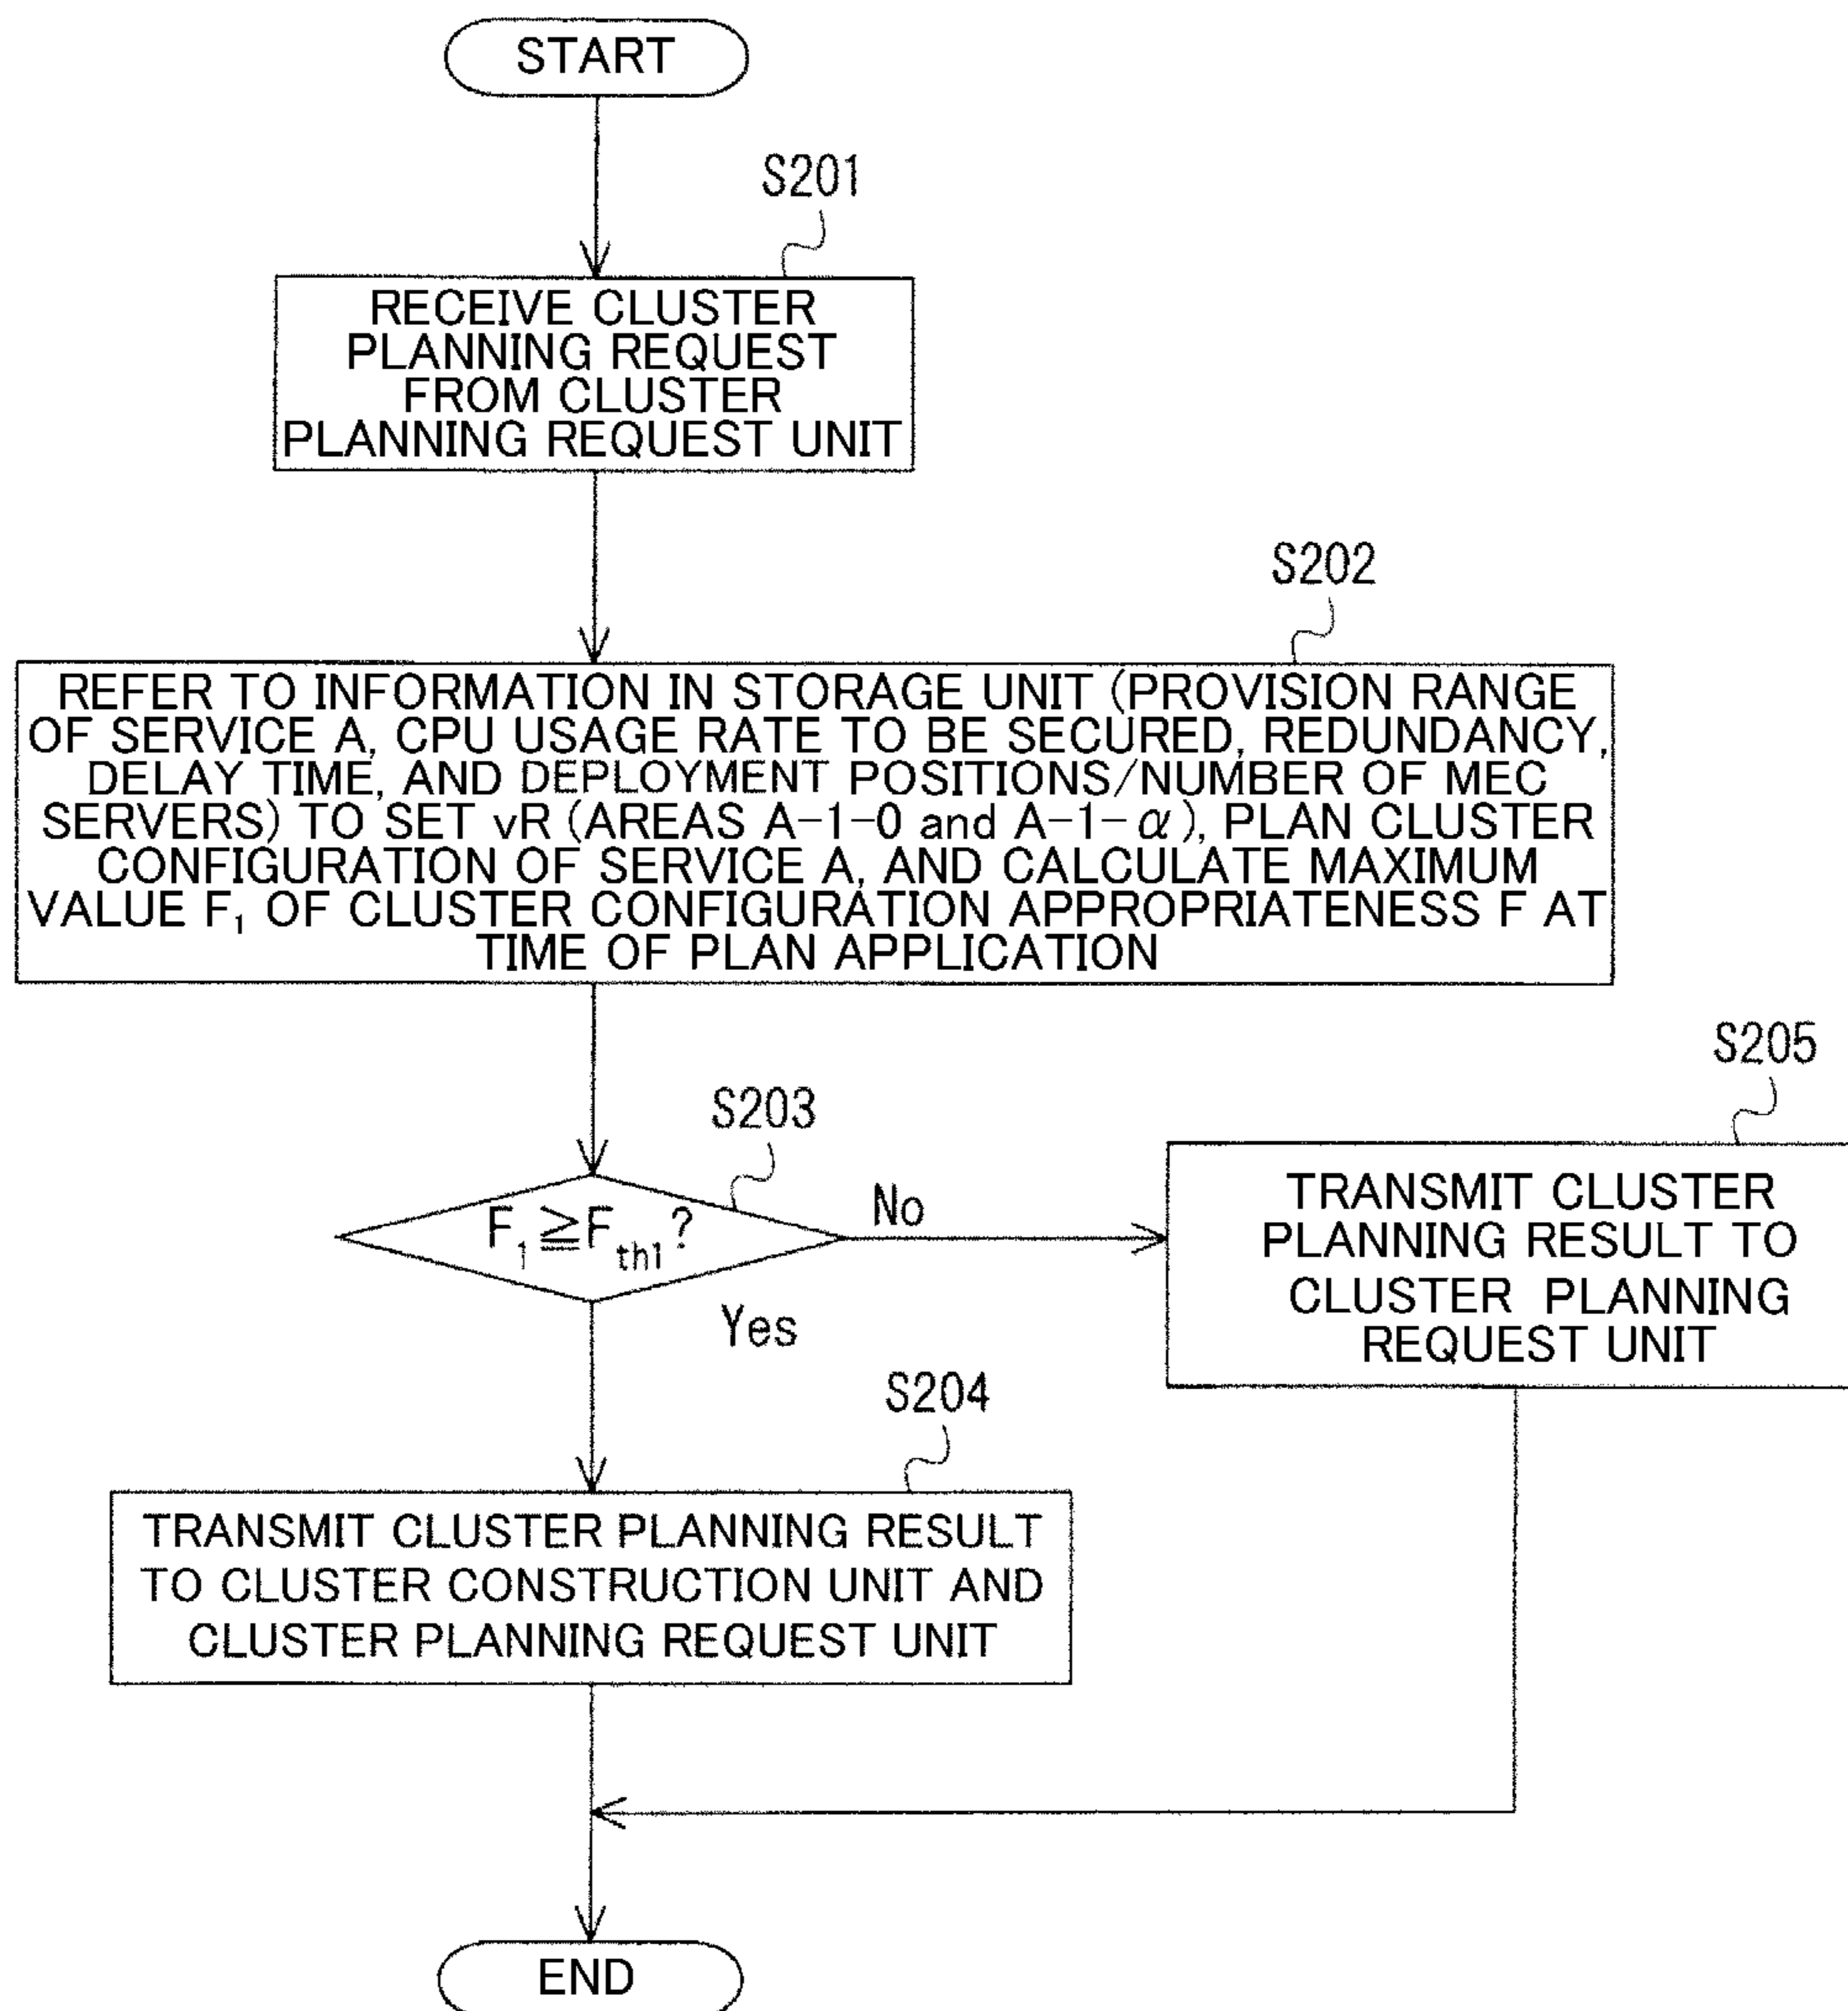 START
S201
RECEIVE CLUSTER
PLANNING REQUEST
FROM CLUSTER
PLANNING REQUEST UNIT
S202
REFER TO INFORMATION IN STORAGE UNIT (PROVISION RANGE
OF SERVICE A, CPU USAGE RATE TO BE SECURED, REDUNDANCY,
DELAY TIME, AND DEPLOYMENT POSITIONS/NUMBER OF MEC
SERVERS) TO SET vR (AREAS A-1-0 and A-1-α), PLAN CLUSTER
CONFIGURATION OF SERVICE A, AND CALCULATE MAXIMUM
VALUE F₁ OF CLUSTER CONFIGURATION APPROPRIATENESS F AT
TIME OF PLAN APPLICATION
S203
F₁≧Fth1?
No
Yes
S205
TRANSMIT CLUSTER
PLANNING RESULT TO
CLUSTER PLANNING
REQUEST UNIT
S204
TRANSMIT CLUSTER PLANNING RESULT
TO CLUSTER CONSTRUCTION UNIT AND
CLUSTER PLANNING REQUEST UNIT
END